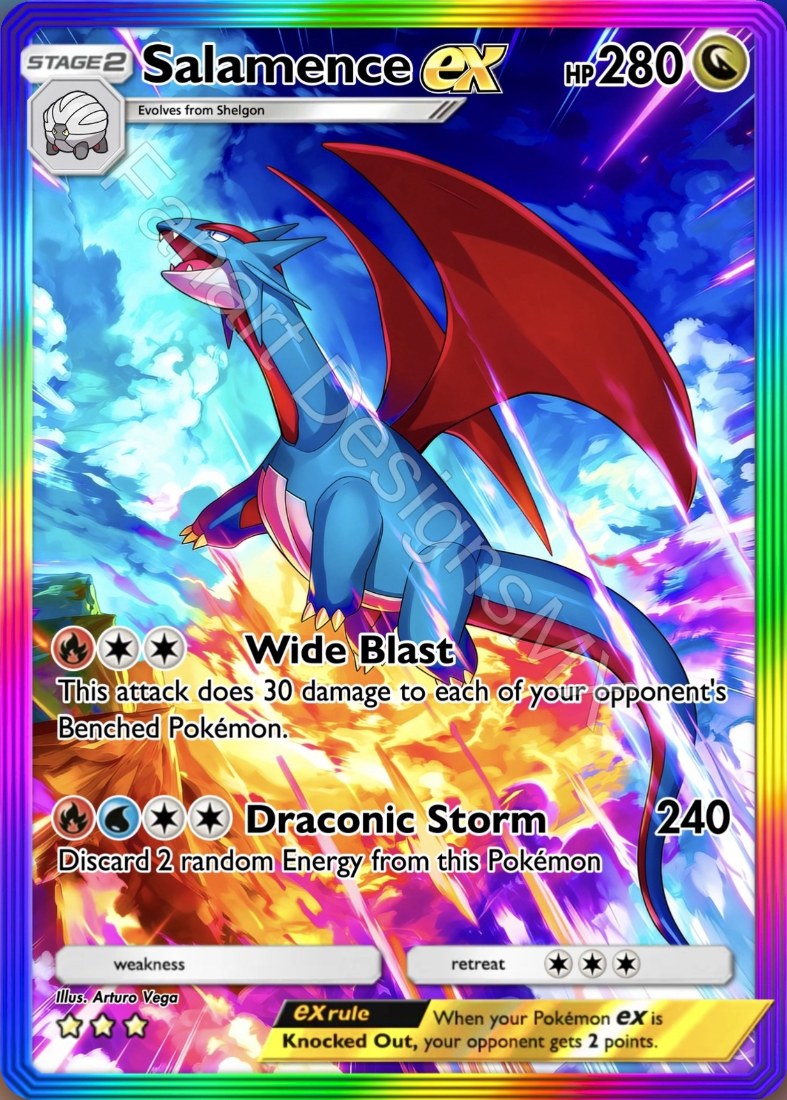 STAGE2 Salamence ex HP280
Evolves from Shelgon
Fanart DesignsMX
Wide Blast
This attack does 30 damage to each of your opponent's
Benched Pokémon.
Draconic Storm 240
Discard 2 random Energy from this Pokémon
weakness retreat
Illus. Arturo Vega
ex rule When your Pokémon ex is
Knocked Out, your opponent gets 2 points.